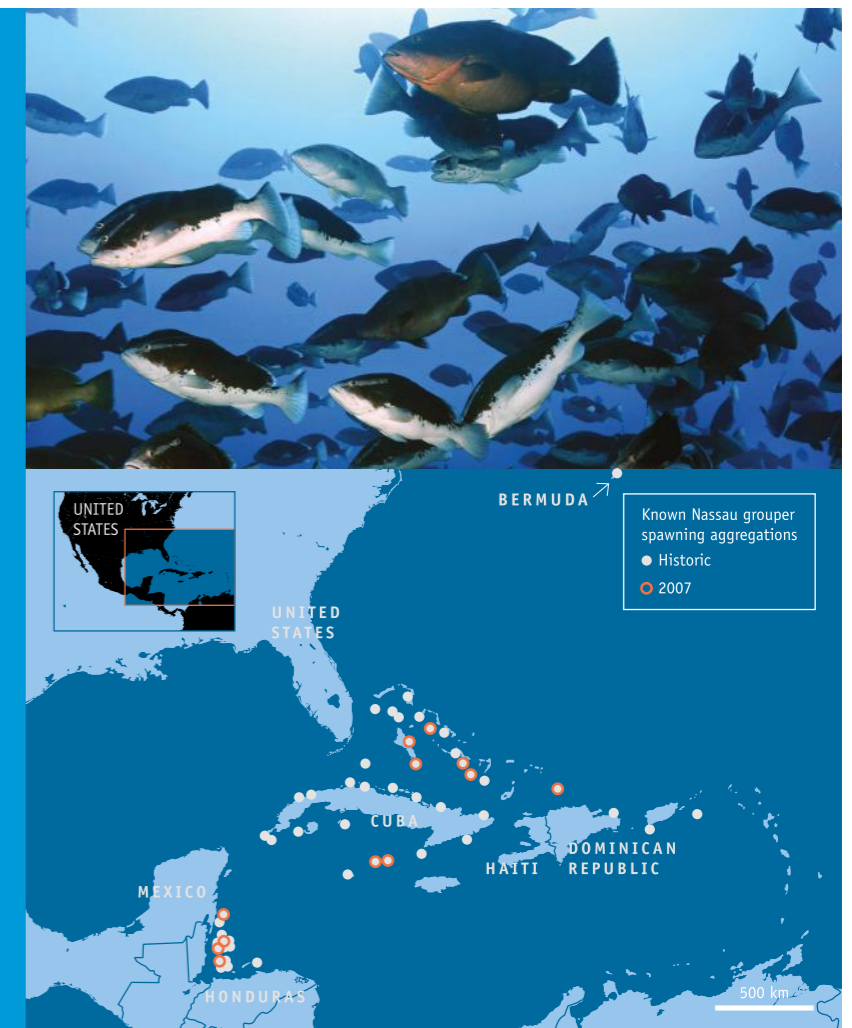 BERMUDA
UNITED
STATES
Known Nassau grouper
spawning aggregations
Historic
2007
UNITED
STATES
CUBA
HAITI
DOMINICAN
REPUBLIC
MEXICO
HONDURAS
500 km